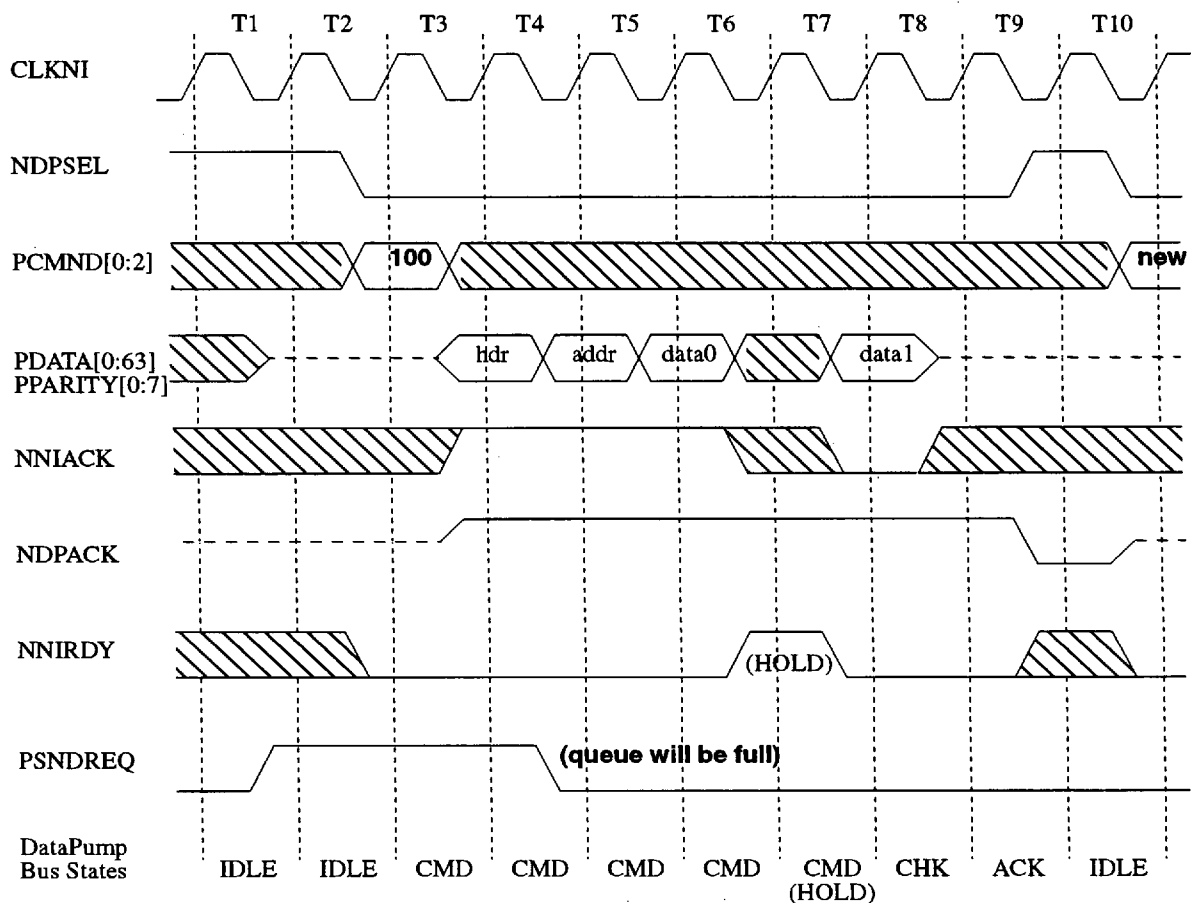 T1 T2 T3 T4 T5 T6 T7 T8 T9 T10
CLKNI
NDPSEL
PCMND[0:2] 100 new
PDATA[0:63] hdr addr data0 data1
PPARITY[0:7]
NNIACK
NDPACK
NNIRDY (HOLD)
PSNDREQ (queue will be full)
DataPump
Bus States IDLE IDLE CMD CMD CMD CMD CMD CHK ACK IDLE
(HOLD)